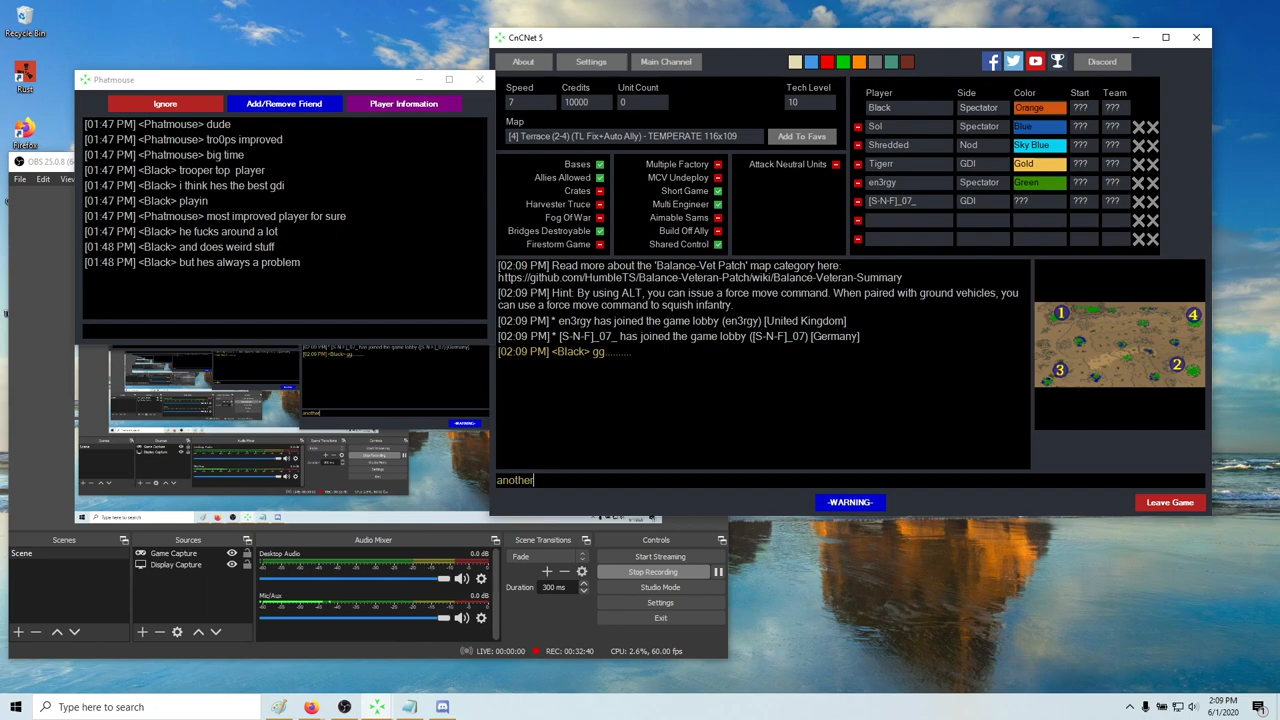 Recycle Bin
Rust
Firefox
OBS 25.0.8 (6
File Edit View
Phatmouse
Ignore
Add/Remove Friend
Player Information
[01:47 PM] <Phatmouse> dude
[01:47 PM] <Phatmouse> tro0ps improved
[01:47 PM] <Phatmouse> big time
[01:47 PM] <Black> trooper top player
[01:47 PM] <Black> i think hes the best gdi
[01:47 PM] <Black> playin
[01:47 PM] <Phatmouse> most improved player for sure
[01:47 PM] <Black> he fucks around a lot
[01:48 PM] <Black> and does weird stuff
[01:48 PM] <Black> but hes always a problem
CnCNet 5
About
Settings
Main Channel
Discord
Speed Credits Unit Count Tech Level
7 10000 0 10
Map
[4] Terrace (2-4) (TL Fix+Auto Ally) - TEMPERATE 116x109
Add To Favs
Bases
Allies Allowed
Crates
Harvester Truce
Fog Of War
Bridges Destroyable
Firestorm Game
Multiple Factory
MCV Undeploy
Short Game
Multi Engineer
Aimable Sams
Build Off Ally
Shared Control
Attack Neutral Units
Player Side Color Start Team
Black Spectator Orange ??? ???
Sol Spectator Blue ??? ???
Shredded Nod Sky Blue ??? ???
Tigerr GDI Gold ??? ???
en3rgy Spectator Green ??? ???
[S-N-F]_07_ GDI ??? ??? ???
[02:09 PM] Read more about the 'Balance-Vet Patch' map category here:
https://github.com/HumbleTS/Balance-Veteran-Patch/wiki/Balance-Veteran-Summary
[02:09 PM] Hint: By using ALT, you can issue a force move command. When paired with ground vehicles, you
can use a force move command to squish infantry.
[02:09 PM] * en3rgy has joined the game lobby (en3rgy) [United Kingdom]
[02:09 PM] * [S-N-F]_07_ has joined the game lobby ([S-N-F]_07) [Germany]
[02:09 PM] <Black> gg..........
1
4
3
2
another
-WARNING-
Leave Game
Scenes
Scene
Sources
Game Capture
Display Capture
Audio Mixer
Desktop Audio 0.0 dB
Mic/Aux 0.0 dB
Scene Transitions
Fade
Duration 300 ms
Controls
Start Streaming
Stop Recording
Studio Mode
Settings
Exit
LIVE: 00:00:00 REC: 00:32:40 CPU: 2.6%, 60.00 fps
Type here to search
2:09 PM
6/1/2020
1